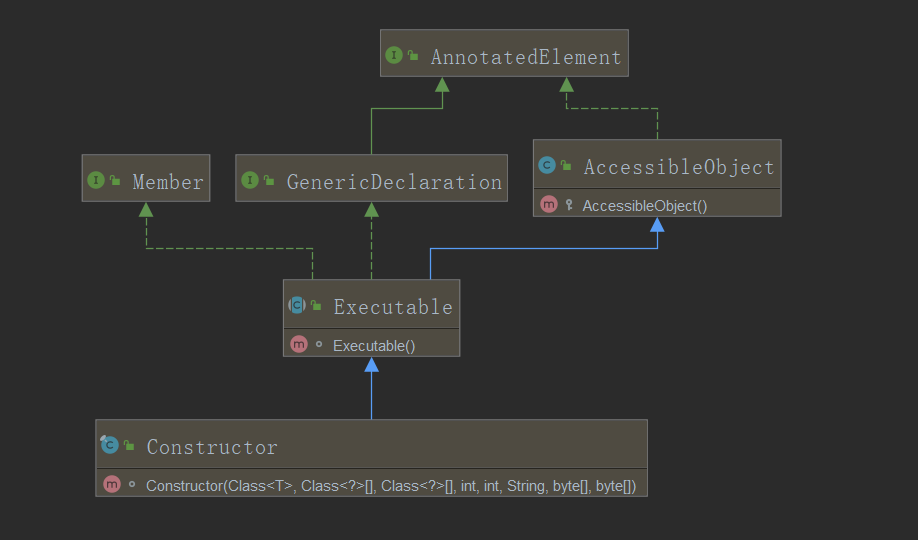 I AnnotatedElement
I Member
I GenericDeclaration
C AccessibleObject
m AccessibleObject()
C Executable
m Executable()
C Constructor
m Constructor(Class<T>, Class<?>[], Class<?>[], int, int, String, byte[], byte[])